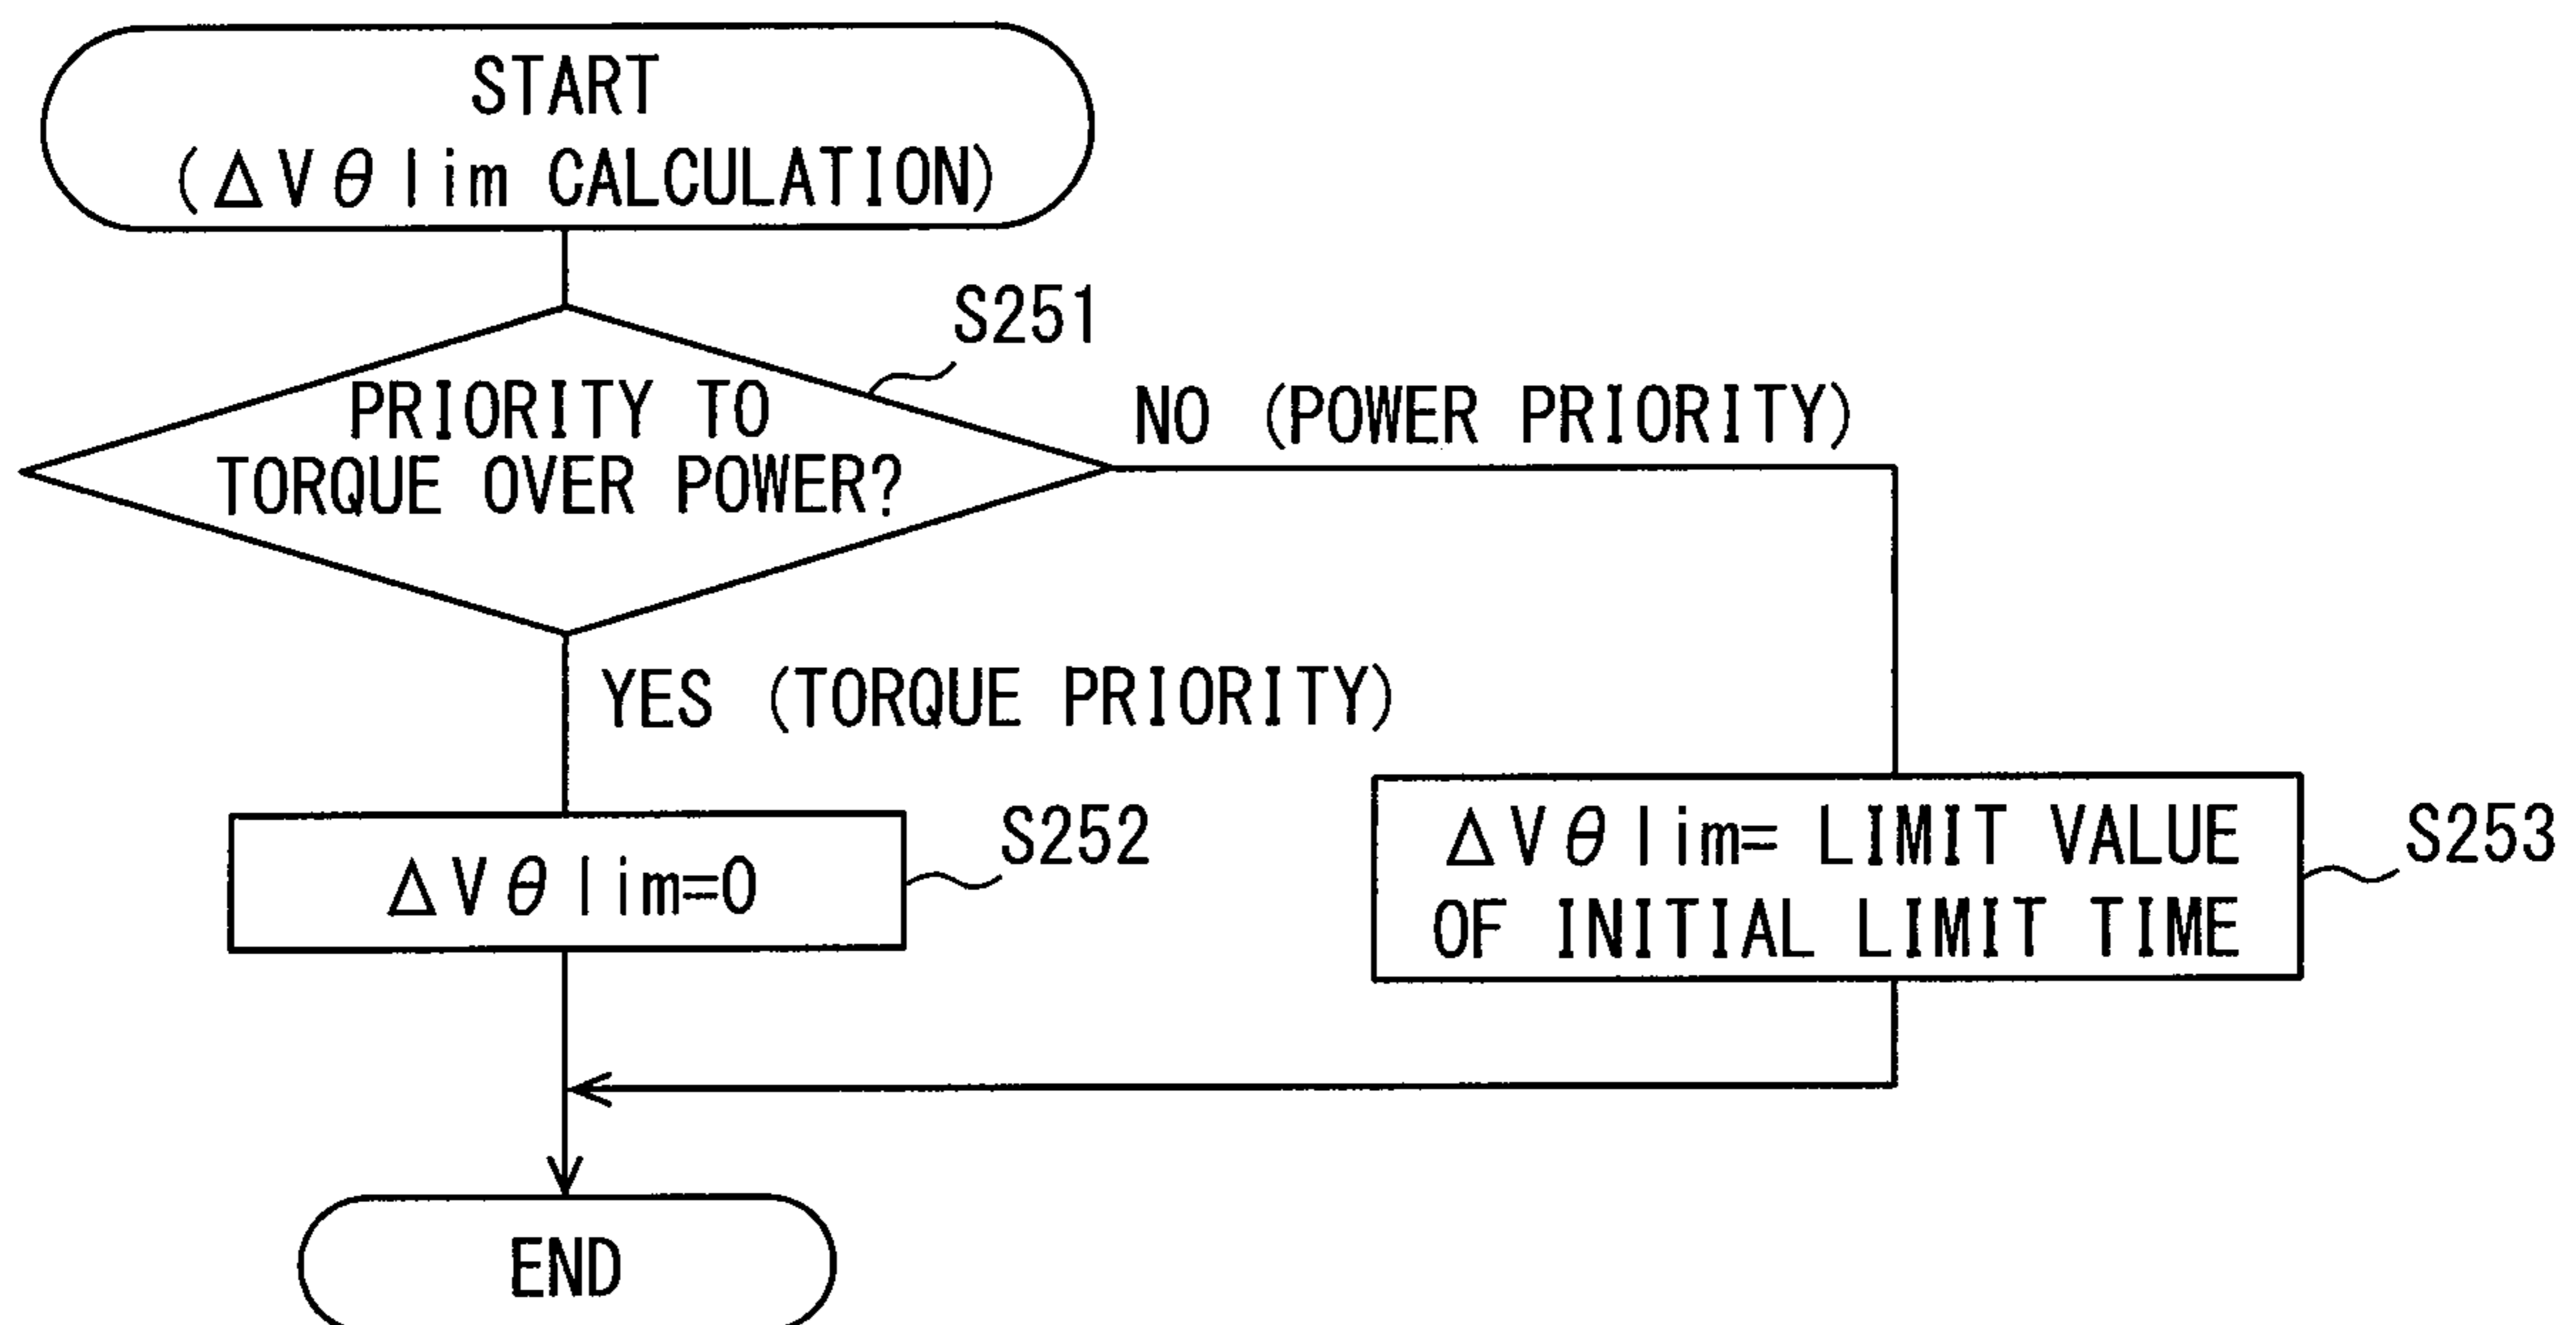 START
(ΔVθlim CALCULATION)
S251
PRIORITY TO
TORQUE OVER POWER?
NO (POWER PRIORITY)
YES (TORQUE PRIORITY)
ΔVθlim=0
S252
ΔVθlim= LIMIT VALUE
OF INITIAL LIMIT TIME
S253
END